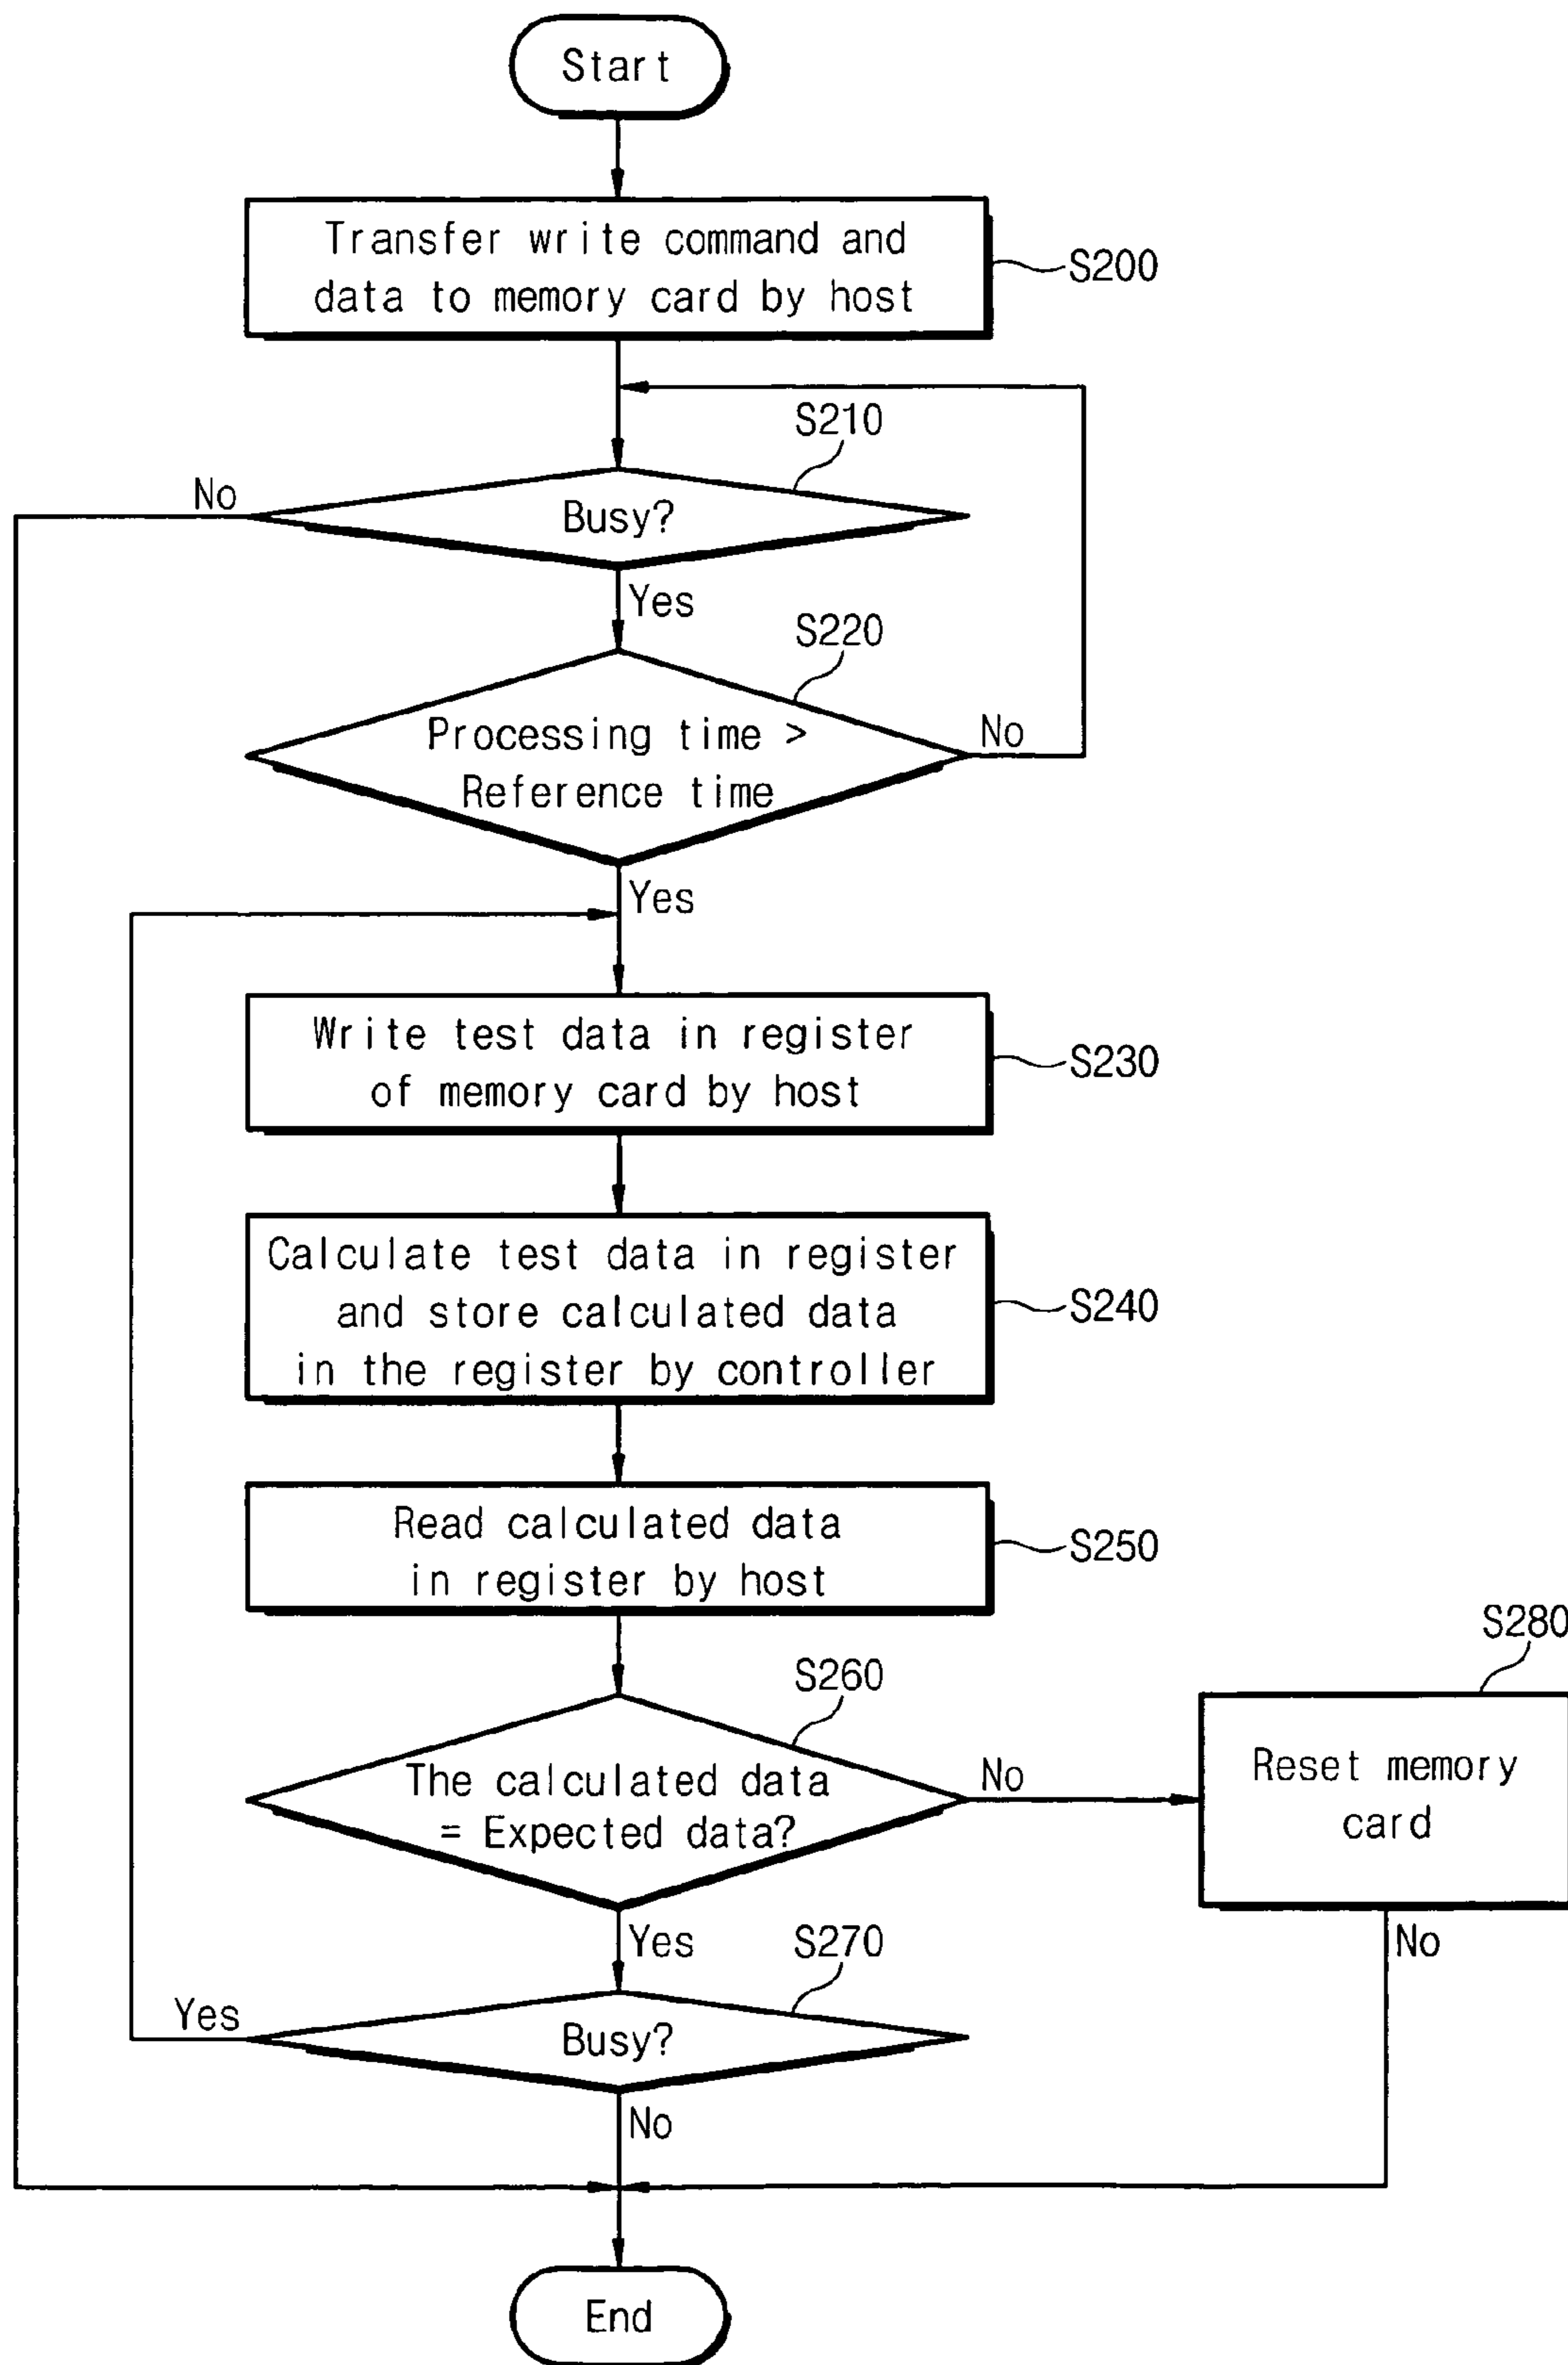 Start
Transfer write command and
data to memory card by host
S200
S210
No
Busy?
Yes
S220
Processing time >
Reference time
No
Yes
Write test data in register
of memory card by host
S230
Calculate test data in register
and store calculated data
in the register by controller
S240
Read calculated data
in register by host
S250
S260
The calculated data
= Expected data?
No
S280
Reset memory
card
Yes
No
S270
Yes
Busy?
No
End